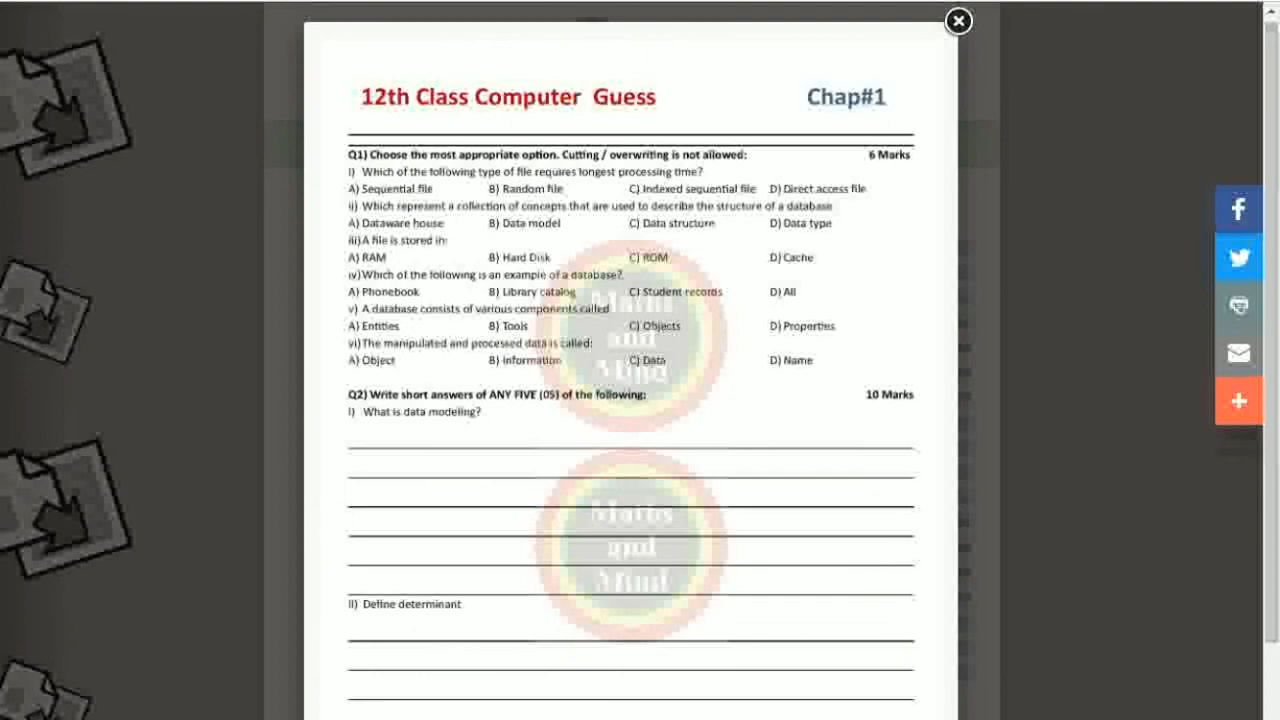 12th Class Computer Guess Chap#1
Q1) Choose the most appropriate option. Cutting / overwriting is not allowed: 6 Marks
i) Which of the following type of file requires longest processing time?
A) Sequential file B) Random file C) Indexed sequential file D) Direct access file
ii) Which represent a collection of concepts that are used to describe the structure of a database
A) Dataware house B) Data model C) Data structure D) Data type
iii) A file is stored in:
A) RAM B) Hard Disk C) ROM D) Cache
iv) Which of the following is an example of a database?
A) Phonebook B) Library catalog C) Student records D) All
v) A database consists of various components called
A) Entities B) Tools C) Objects D) Properties
vi) The manipulated and processed data is called:
A) Object B) Information C) Data D) Name
Maths
and
Mind
Q2) Write short answers of ANY FIVE (05) of the following: 10 Marks
I) What is data modeling?
Maths
and
Mind
II) Define determinant